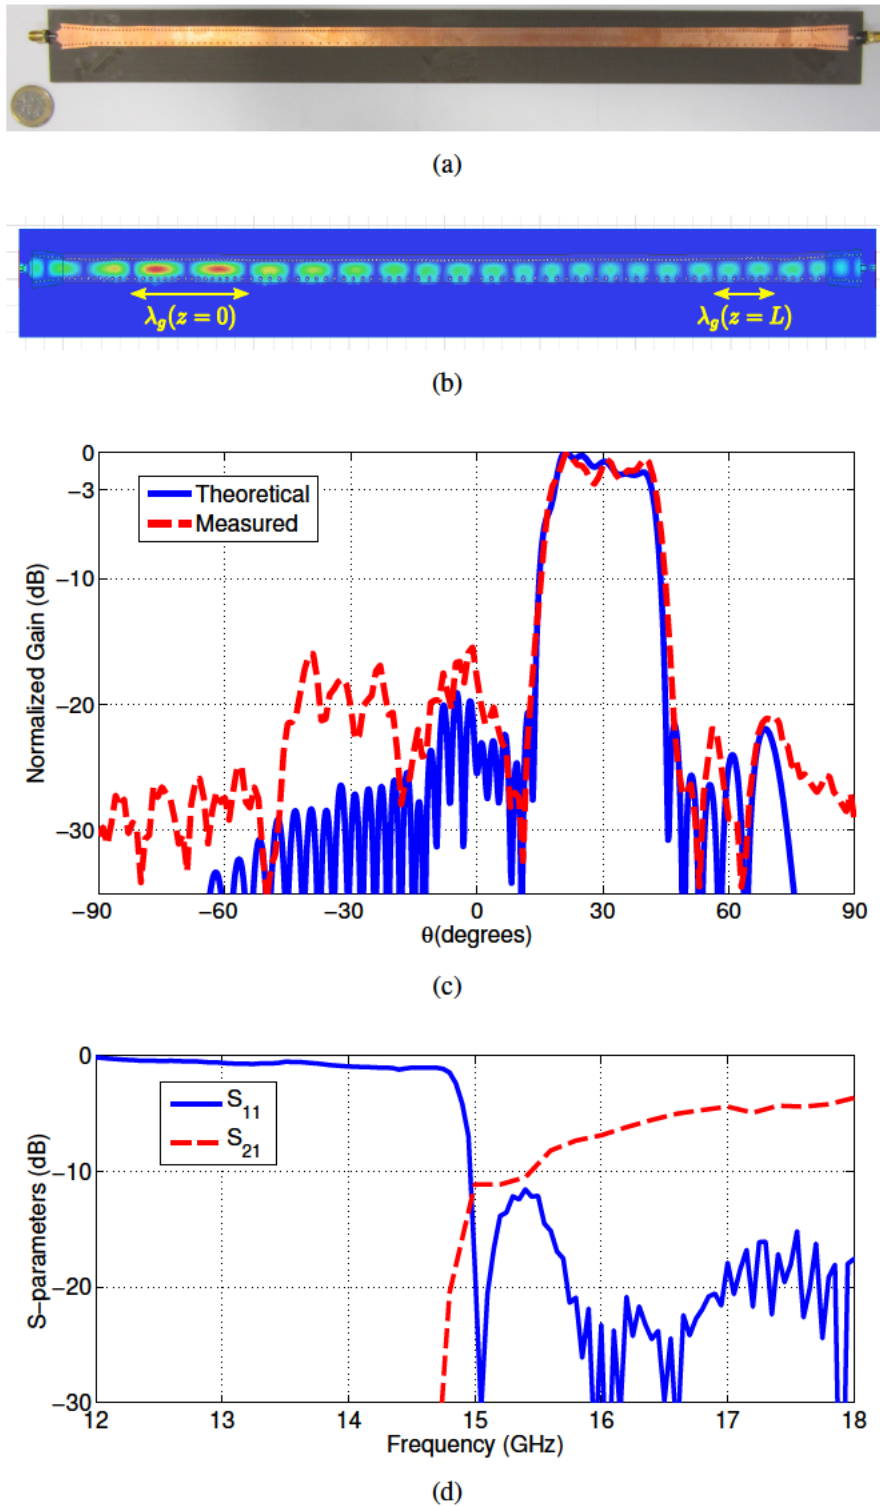 (a)
λg(z = 0)
λg(z = L)
(b)
0
−3
−10
−20
−30
Normalized Gain (dB)
Theoretical
Measured
−90
−60
−30
0
30
60
90
θ(degrees)
(c)
0
−10
−20
−30
S−parameters (dB)
S11
S21
12
13
14
15
16
17
18
Frequency (GHz)
(d)